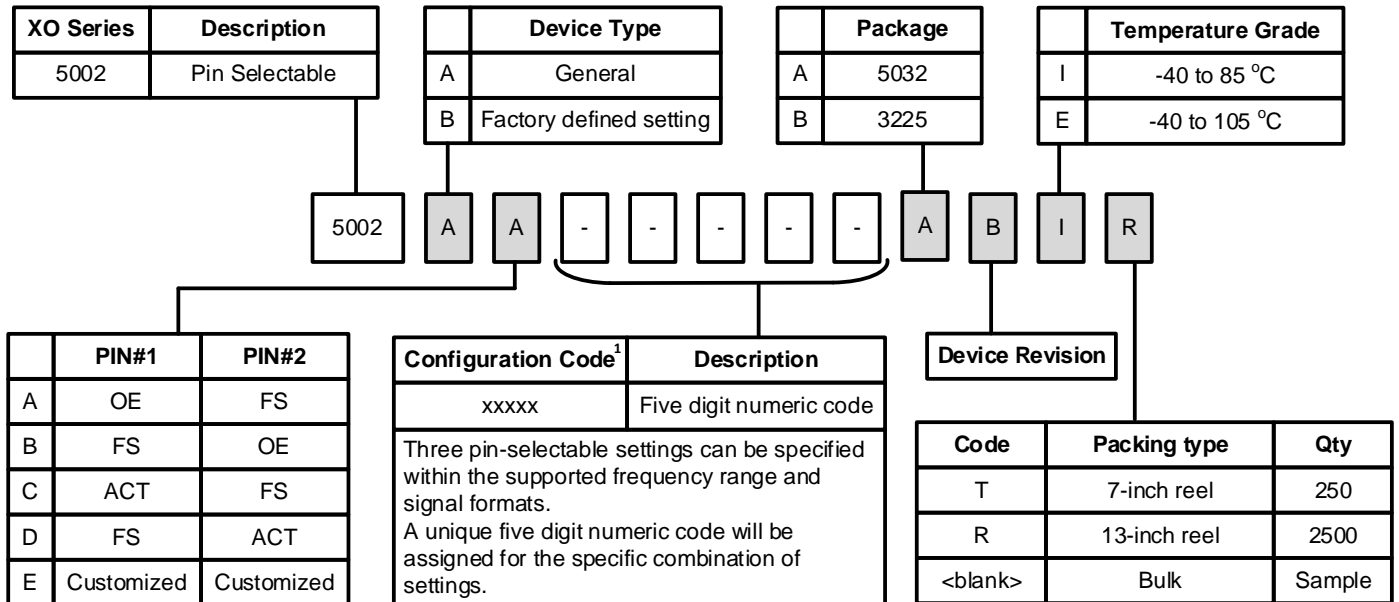 XO Series Description
5002 Pin Selectable
Device Type
A General
B Factory defined setting
Package
A 5032
B 3225
Temperature Grade
I -40 to 85 °C
E -40 to 105 °C
5002 A A - - - - - A B I R
PIN#1 PIN#2
A OE FS
B FS OE
C ACT FS
D FS ACT
E Customized Customized
Configuration Code¹ Description
xxxxx Five digit numeric code
Three pin-selectable settings can be specified
within the supported frequency range and
signal formats.
A unique five digit numeric code will be
assigned for the specific combination of
settings.
Device Revision
Code Packing type Qty
T 7-inch reel 250
R 13-inch reel 2500
<blank> Bulk Sample